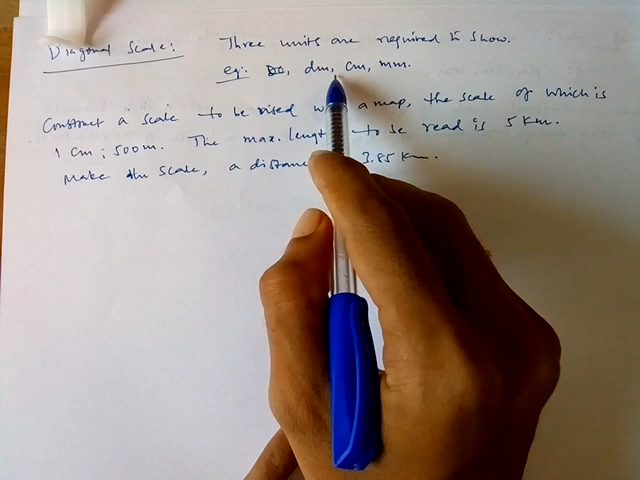 Diagonal Scale: Three units are required to show.
eg: dm, cm, mm.
Construct a scale to be used a map, the scale of which is
1 cm : 500m. The max. to be read is 5 km.
Make the scale, a 3.85 Km.